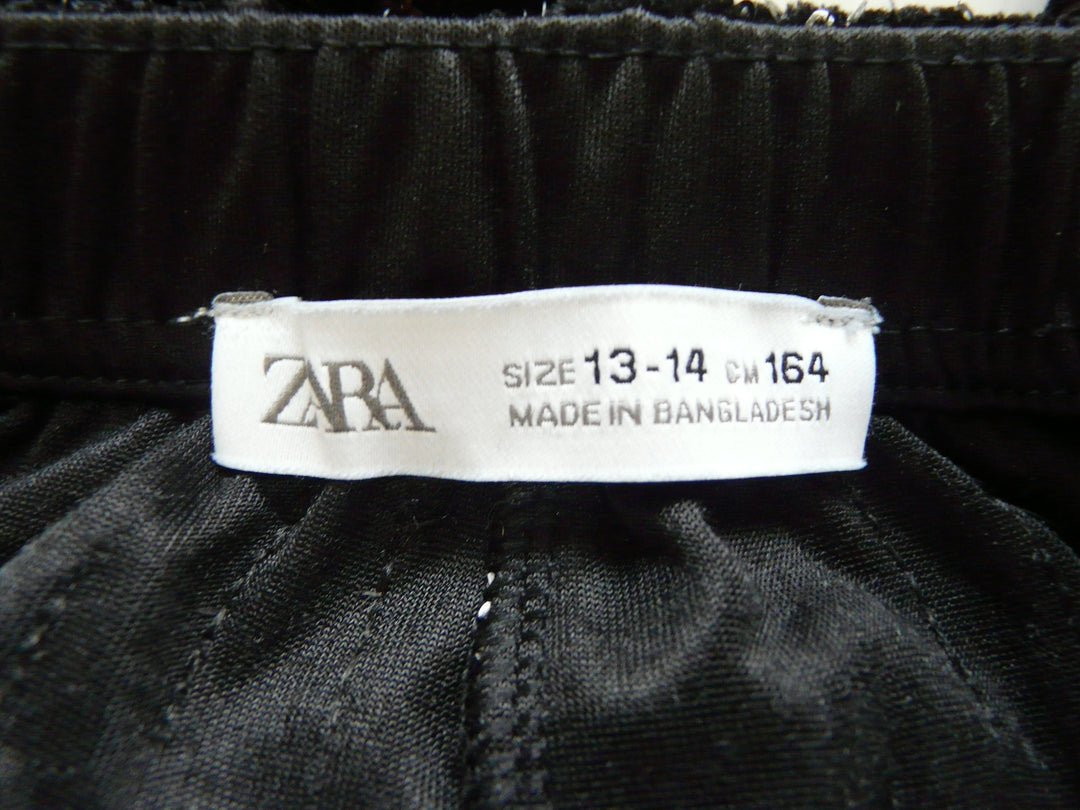 ZARA
SIZE 13-14 CM 164
MADE IN BANGLADESH